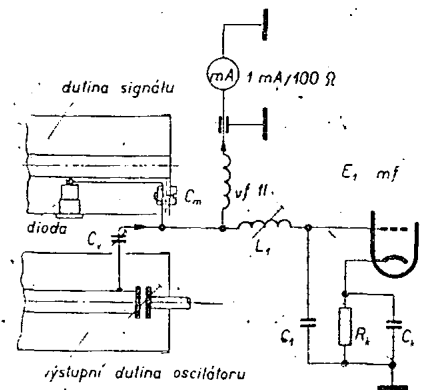 mA 1 mA/100 Ω
dutina signálu
E₁ mf
vf tl.
Cₘ
dioda
Cᵥ
L₁
C₁
Rₖ
Cₖ
výstupní dutina oscilátoru